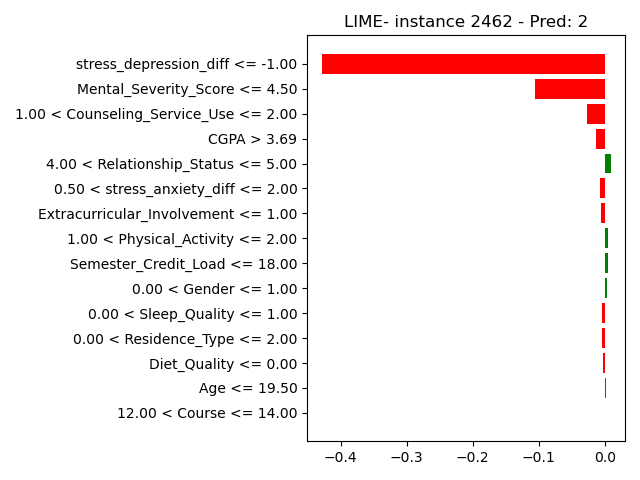 LIME- instance 2462 - Pred: 2
stress_depression_diff <= -1.00
Mental_Severity_Score <= 4.50
1.00 < Counseling_Service_Use <= 2.00
CGPA > 3.69
4.00 < Relationship_Status <= 5.00
0.50 < stress_anxiety_diff <= 2.00
Extracurricular_Involvement <= 1.00
1.00 < Physical_Activity <= 2.00
Semester_Credit_Load <= 18.00
0.00 < Gender <= 1.00
0.00 < Sleep_Quality <= 1.00
0.00 < Residence_Type <= 2.00
Diet_Quality <= 0.00
Age <= 19.50
12.00 < Course <= 14.00
−0.4 −0.3 −0.2 −0.1 0.0